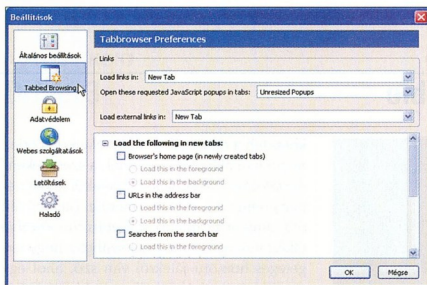 Beállítások
Általános beállítások
Tabbed Browsing
Adatvédelem
Webes szolgáltatások
Letöltések
Haladó
Tabbrowser Preferences
Links
Load links in: New Tab
Open these requested JavaScript popups in tabs: Unresized Popups
Load external links in: New Tab
Load the following in new tabs:
Browser's home page (in newly created tabs)
Load this in the foreground
Load this in the background
URLs in the address bar
Load this in the foreground
Load this in the background
Searches from the search bar
Load this in the foreground
OK Mégse